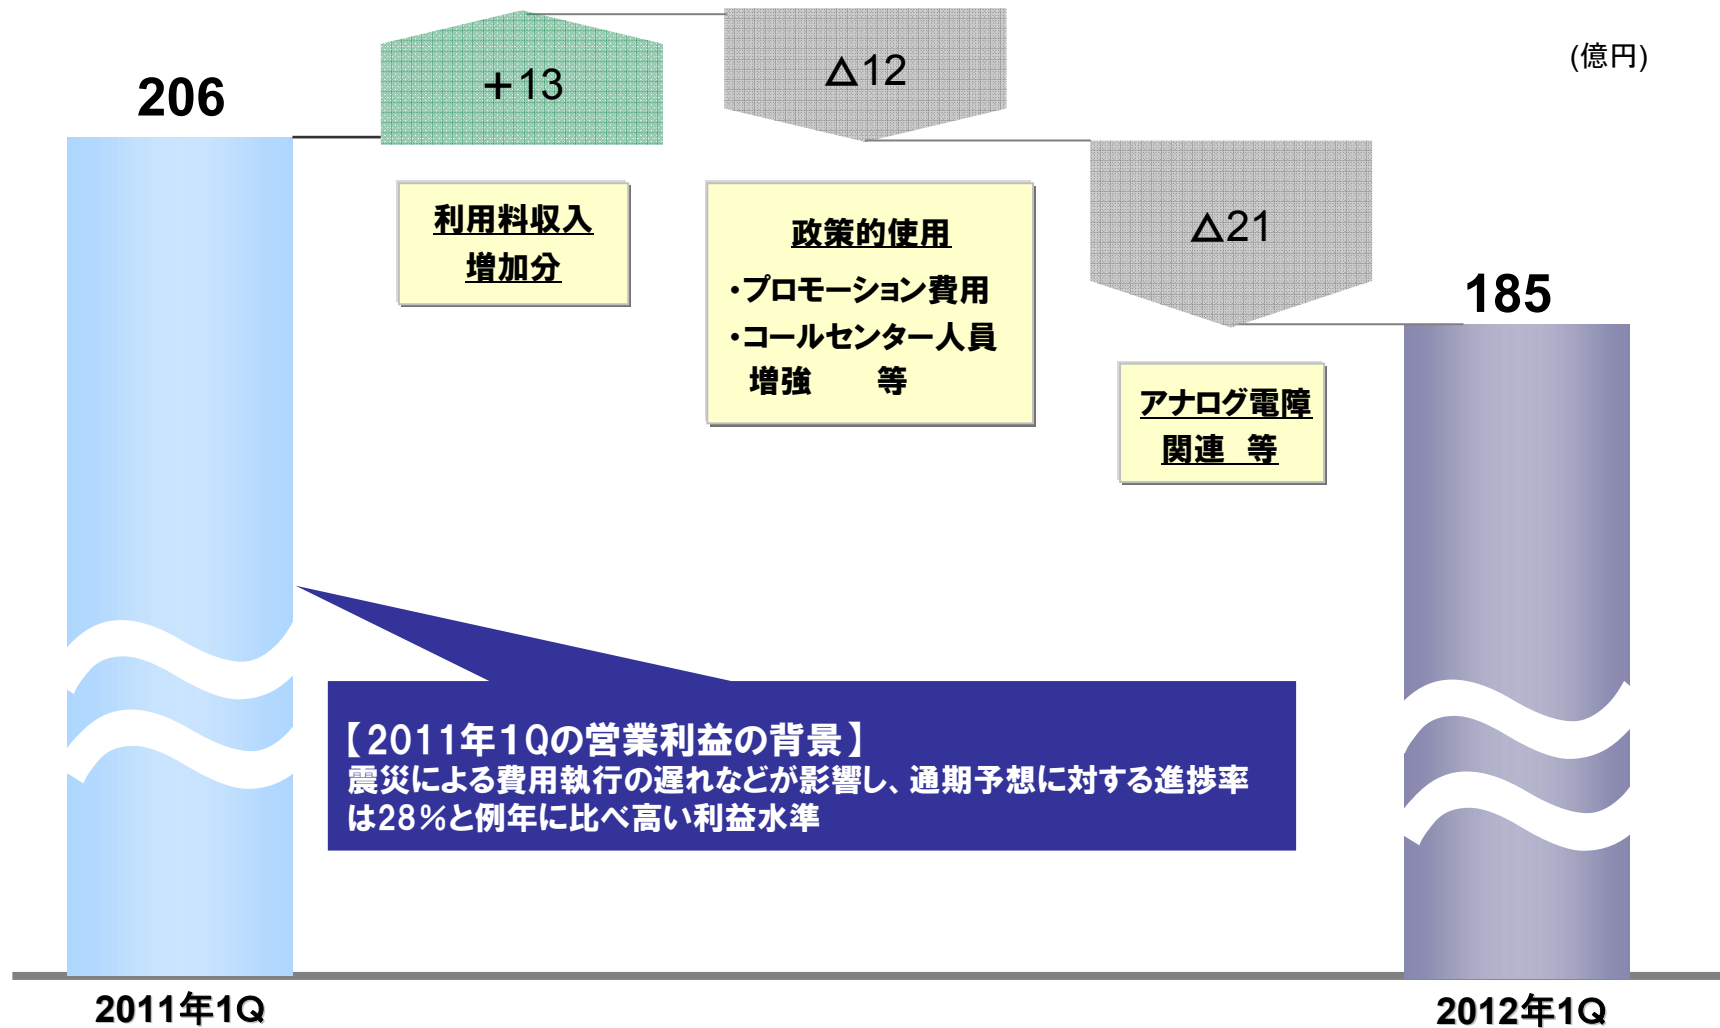 (億円)
206
+13
△12
△21
185
利用料収入
増加分
政策的使用
・プロモーション費用
・コールセンター人員
増強　　等
アナログ電障
関連　等
【2011年1Qの営業利益の背景】
震災による費用執行の遅れなどが影響し、通期予想に対する進捗率
は28%と例年に比べ高い利益水準
2011年1Q
2012年1Q